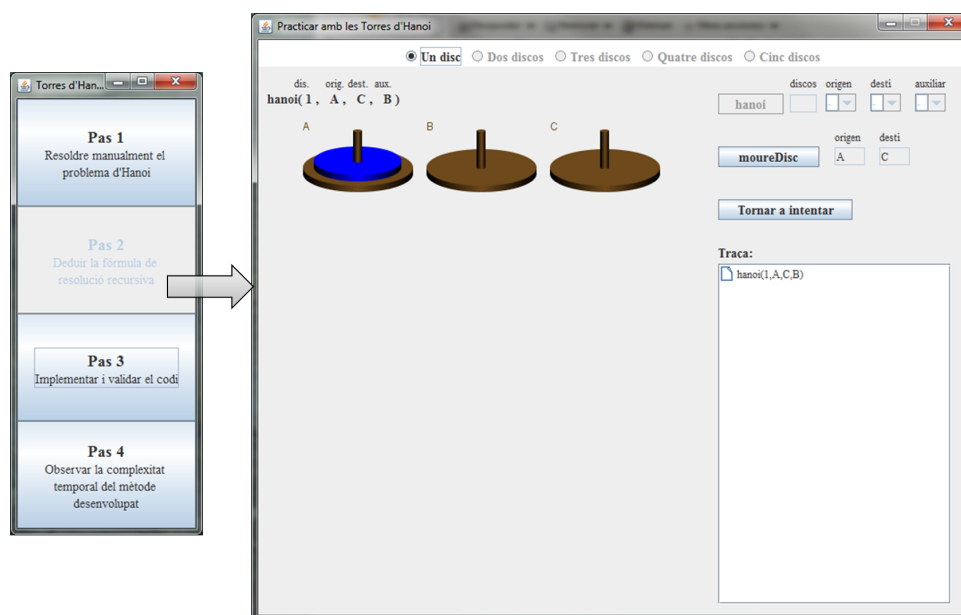 Torres d'Han...
Pas 1
Resoldre manualment el
problema d'Hanoi
Pas 2
Deduir la fórmula de
resolució recursiva
Pas 3
Implementar i validar el codi
Pas 4
Observar la complexitat
temporal del mètode
desenvolupat
Practicar amb les Torres d'Hanoi
Un disc Dos discos Tres discos Quatre discos Cinc discos
dis. orig. dest. aux.
hanoi( 1 , A , C , B )
A B C
discos origen desti auxiliar
hanoi - - -
origen desti
moureDisc A C
Tornar a intentar
Traca:
hanoi(1,A,C,B)